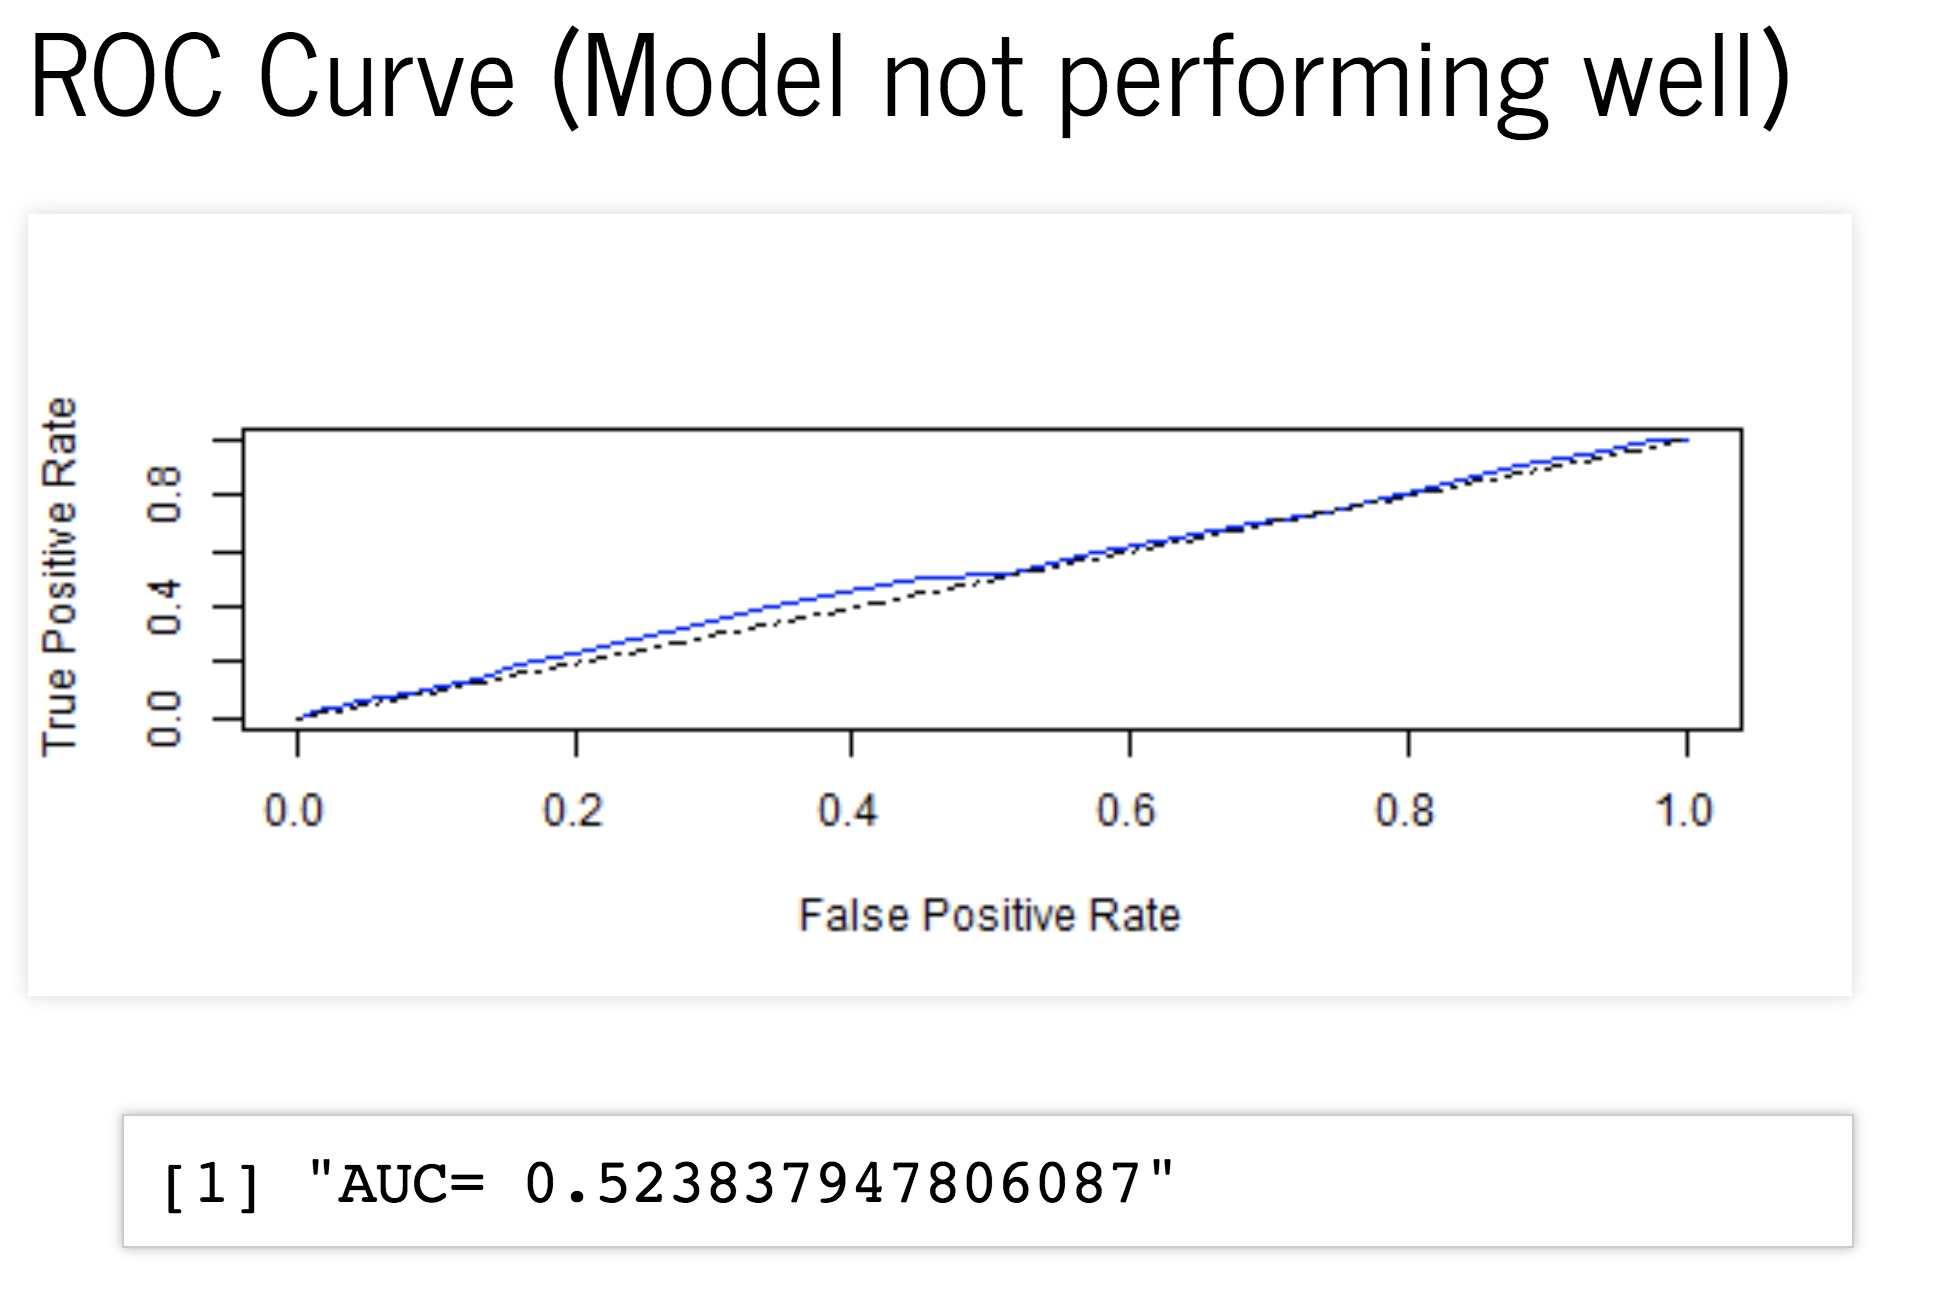 ROC Curve (Model not performing well)
True Positive Rate
0.8
0.4
0.0
0.0 0.2 0.4 0.6 0.8 1.0
False Positive Rate
[1] "AUC= 0.523837947806087"